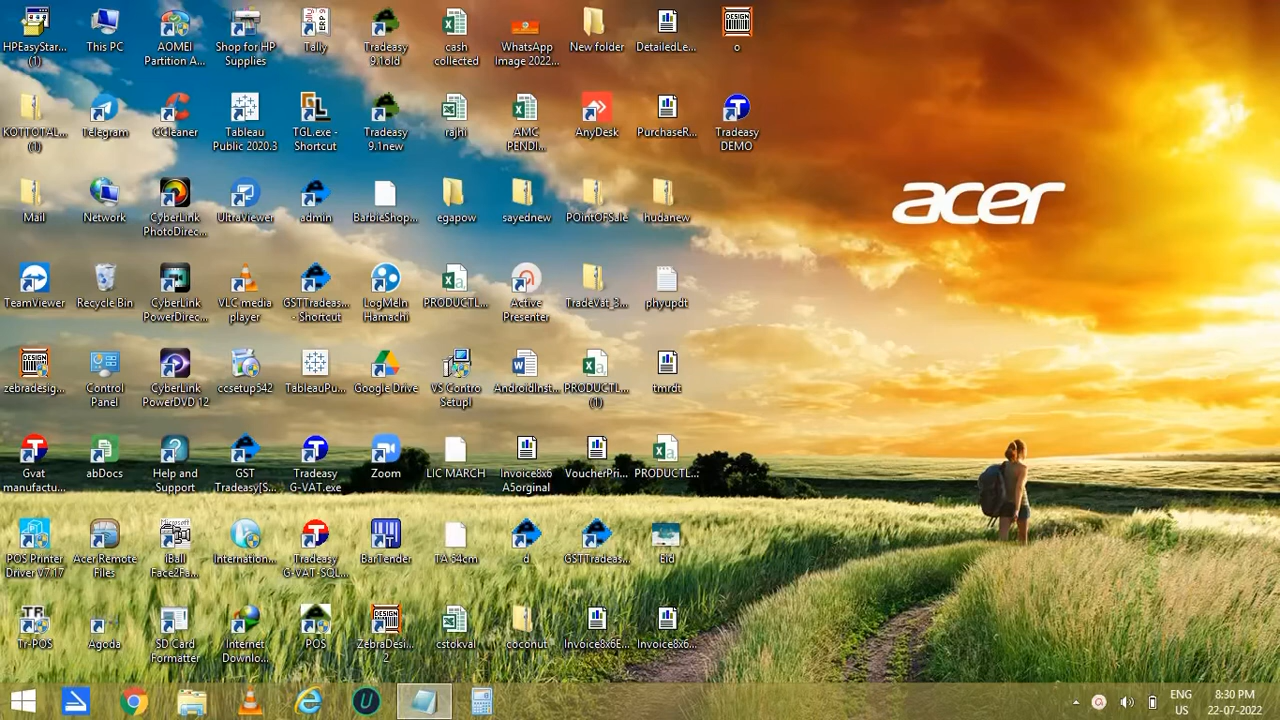 HPEasyStar...
(1)
This PC
AOMEI
Partition A...
Shop for HP
Supplies
Tally
Tradeasy
9.1old
cash
collected
WhatsApp
Image 2022...
New folder
DetailedLe...
o
KOTTOTAL...
(1)
Telegram
CCleaner
Tableau
Public 2020.3
TGL.exe -
Shortcut
Tradeasy
9.1new
rajhi
AMC
PENDI...
AnyDesk
PurchaseR...
Tradeasy
DEMO
Mail
Network
CyberLink
PhotoDirec...
UltraViewer
admin
BarbieShop...
egapow
sayednew
POintOFSale
hudanew
acer
TeamViewer
Recycle Bin
CyberLink
PowerDirec...
VLC media
player
GSTTradeas...
- Shortcut
LogMeIn
Hamachi
PRODUCTL...
Active
Presenter
TradeVat_3...
phyupdt
zebradesig...
Control
Panel
CyberLink
PowerDVD 12
ccsetup542
TableauPu...
Google Drive
VS Contro
Setup1
AndroidInst...
PRODUCTL...
(1)
tmrdt
Gvat
manufactu...
abDocs
Help and
Support
GST
Tradeasy[S...
Tradeasy
G-VAT.exe
Zoom
LIC MARCH
Invoice8x6
A5orginal
VoucherPri...
PRODUCTL...
POS Printer
Driver V7.17
Acer Remote
Files
iBall
Face2Fa...
Internation...
Tradeasy
G-VAT -SQL...
BarTender
TA 54cm
d
GSTTradeas...
Eid
Tr-POS
Agoda
SD Card
Formatter
Internet
Downlo...
POS
ZebraDesi...
2
cstokval
coconut
Invoice8x6E...
Invoice8x6...
ENG
US
8:30 PM
22-07-2022